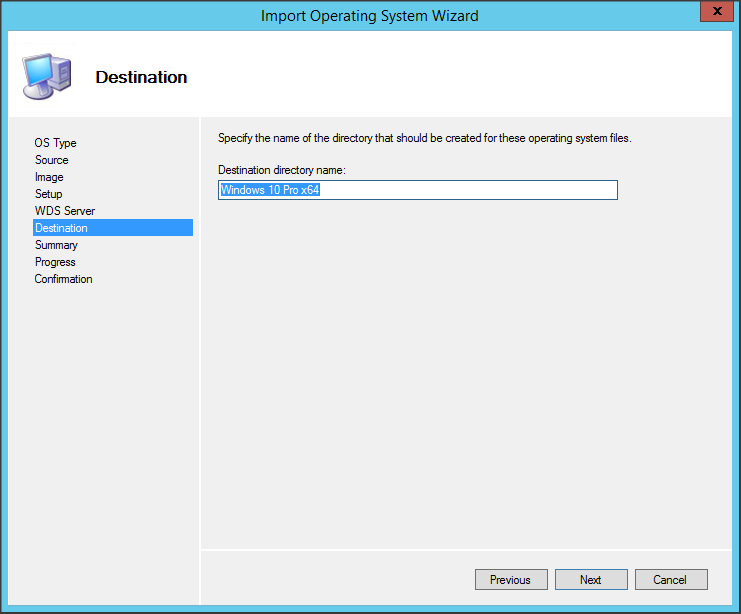 Import Operating System Wizard
x
Destination
OS Type
Source
Image
Setup
WDS Server
Destination
Summary
Progress
Confirmation
Specify the name of the directory that should be created for these operating system files.
Destination directory name:
Windows 10 Pro x64
Previous
Next
Cancel